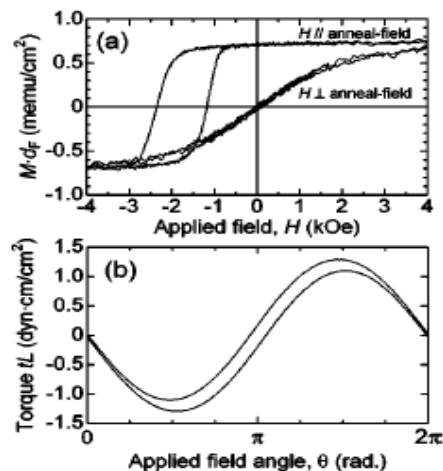 (a)
H // anneal-field
H ⊥ anneal-field
M·d_F (memu/cm²)
1.0
0.5
0
-0.5
-1.0
-4 -3 -2 -1 0 1 2 3 4
Applied field, H (kOe)
(b)
Torque tL (dyn·cm/cm²)
1.5
1.0
0.5
0
-0.5
-1.0
-1.5
0 π 2π
Applied field angle, θ (rad.)